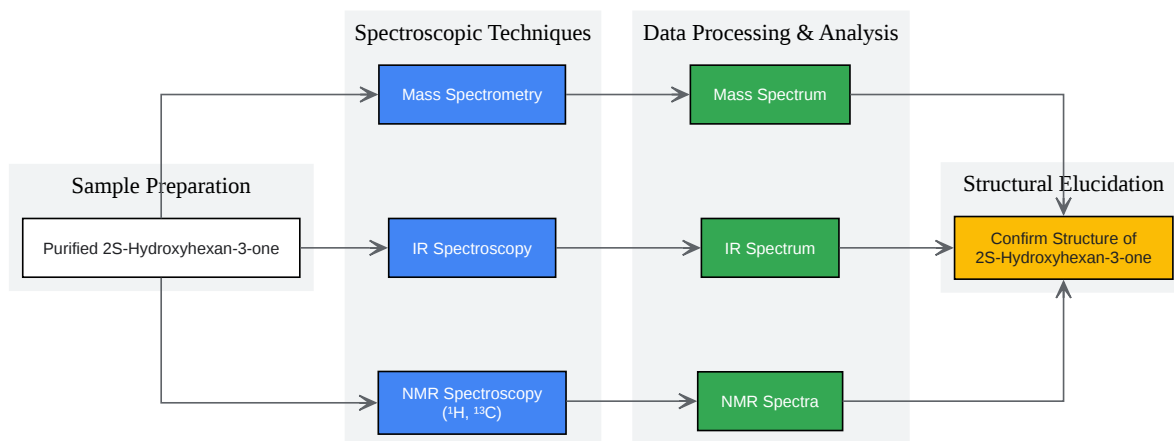 Spectroscopic Techniques
Data Processing & Analysis
Mass Spectrometry
Mass Spectrum
Sample Preparation
Structural Elucidation
Purified 2S-Hydroxyhexan-3-one
IR Spectroscopy
IR Spectrum
Confirm Structure of
2S-Hydroxyhexan-3-one
NMR Spectroscopy
(¹H, ¹³C)
NMR Spectra